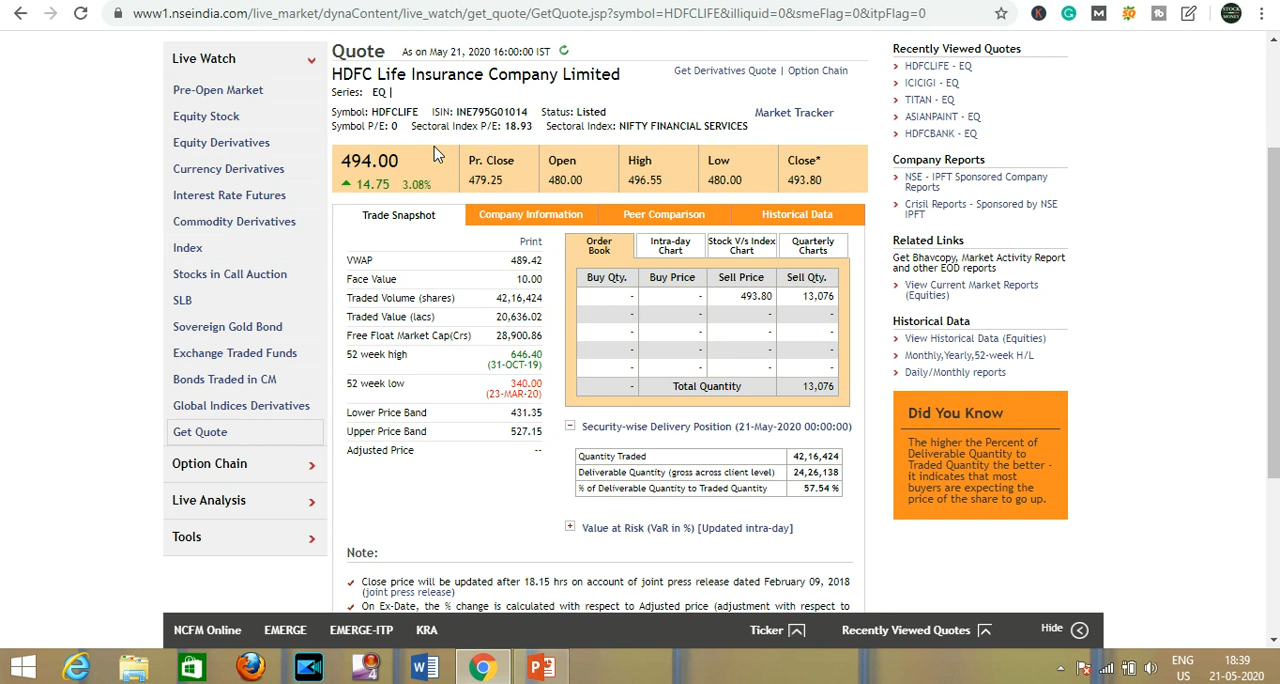 www1.nseindia.com/live_market/dynaContent/live_watch/get_quote/GetQuote.jsp?symbol=HDFCLIFE&illiquid=0&smeFlag=0&itpFlag=0
Live Watch
Pre-Open Market
Equity Stock
Equity Derivatives
Currency Derivatives
Interest Rate Futures
Commodity Derivatives
Index
Stocks in Call Auction
SLB
Sovereign Gold Bond
Exchange Traded Funds
Bonds Traded in CM
Global Indices Derivatives
Get Quote
Option Chain
Live Analysis
Tools
Quote As on May 21, 2020 16:00:00 IST
HDFC Life Insurance Company Limited
Get Derivatives Quote | Option Chain
Series: EQ |
Symbol: HDFCLIFE ISIN: INE795G01014 Status: Listed
Market Tracker
Symbol P/E: 0 Sectoral Index P/E: 18.93 Sectoral Index: NIFTY FINANCIAL SERVICES
494.00 Pr. Close Open High Low Close*
14.75 3.08% 479.25 480.00 496.55 480.00 493.80
Trade Snapshot Company Information Peer Comparison Historical Data
Print
VWAP 489.42
Face Value 10.00
Traded Volume (shares) 42,16,424
Traded Value (lacs) 20,636.02
Free Float Market Cap(Crs) 28,900.86
52 week high 646.40
(31-OCT-19)
52 week low 340.00
(23-MAR-20)
Lower Price Band 431.35
Upper Price Band 527.15
Adjusted Price --
Order Book
Intra-day Chart
Stock V/s Index Chart
Quarterly Charts
Buy Qty. Buy Price Sell Price Sell Qty.
- - 493.80 13,076
- - - -
- - - -
- - - -
- - - -
- Total Quantity 13,076
Security-wise Delivery Position (21-May-2020 00:00:00)
Quantity Traded 42,16,424
Deliverable Quantity (gross across client level) 24,26,138
% of Deliverable Quantity to Traded Quantity 57.54 %
Value at Risk (VaR in %) [Updated intra-day]
Note:
Close price will be updated after 18.15 hrs on account of joint press release dated February 09, 2018
(joint press release)
On Ex-Date, the % change is calculated with respect to Adjusted price (adjustment with respect to
Recently Viewed Quotes
HDFCLIFE - EQ
ICICIGI - EQ
TITAN - EQ
ASIANPAINT - EQ
HDFCBANK - EQ
Company Reports
NSE - IPFT Sponsored Company
Reports
Crisil Reports - Sponsored by NSE
IPFT
Related Links
Get Bhavcopy, Market Activity Report
and other EOD reports
View Current Market Reports
(Equities)
Historical Data
View Historical Data (Equities)
Monthly,Yearly,52-week H/L
Daily/Monthly reports
Did You Know
The higher the Percent of
Deliverable Quantity to
Traded Quantity the better -
it indicates that most
buyers are expecting the
price of the share to go up.
NCFM Online EMERGE EMERGE-ITP KRA Ticker Recently Viewed Quotes Hide
ENG 18:39
US 21-05-2020